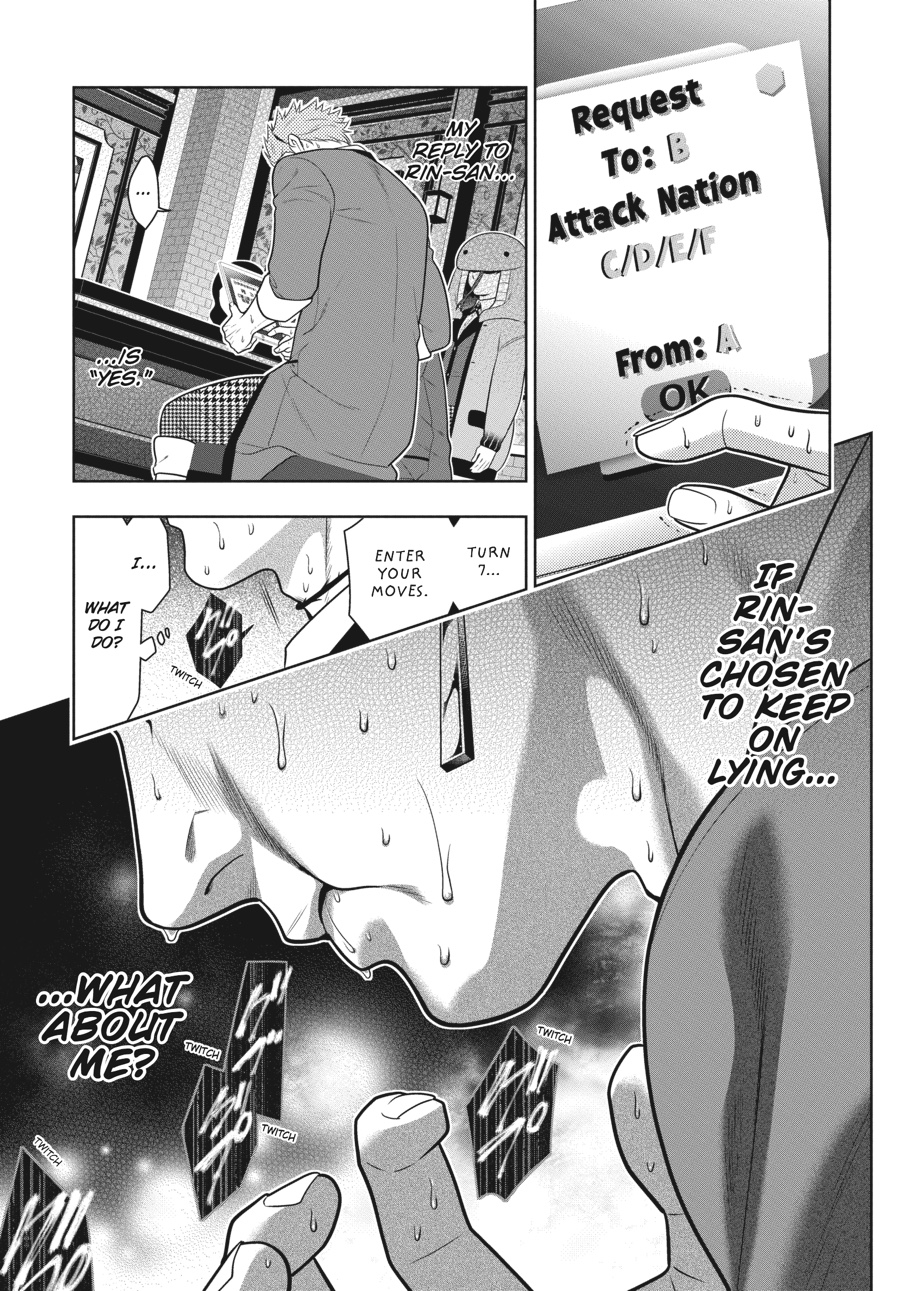 Request
To: B
Attack Nation
C/D/E/F
From: A
OK
MY
REPLY TO
RIN-SAN...
...
...IS
"YES."
TURN
7...
ENTER
YOUR
MOVES.
I...
WHAT
DO I
DO?
TWITCH
IF
RIN-
SAN'S
CHOSEN
TO KEEP
ON
LYING...
...WHAT
ABOUT
ME?
TWITCH
TWITCH
TWITCH
TWITCH